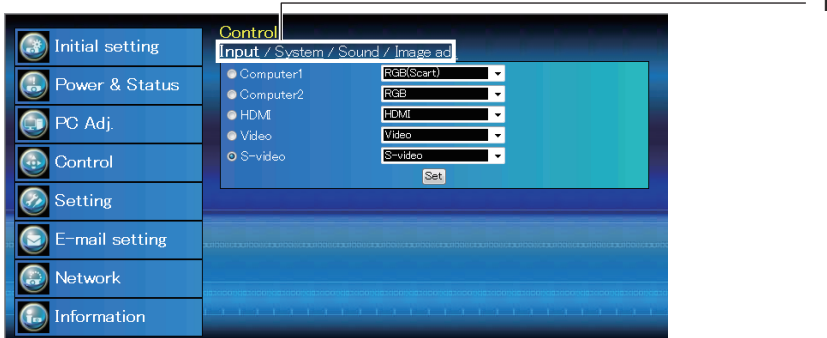 Initial setting
Power & Status
PC Adj.
Control
Setting
E-mail setting
Network
Information
Control
Input / System / Sound / Image ad
Computer1 RGB(Scart)
Computer2 RGB
HDMI HDMI
Video Video
S-video S-video
Set